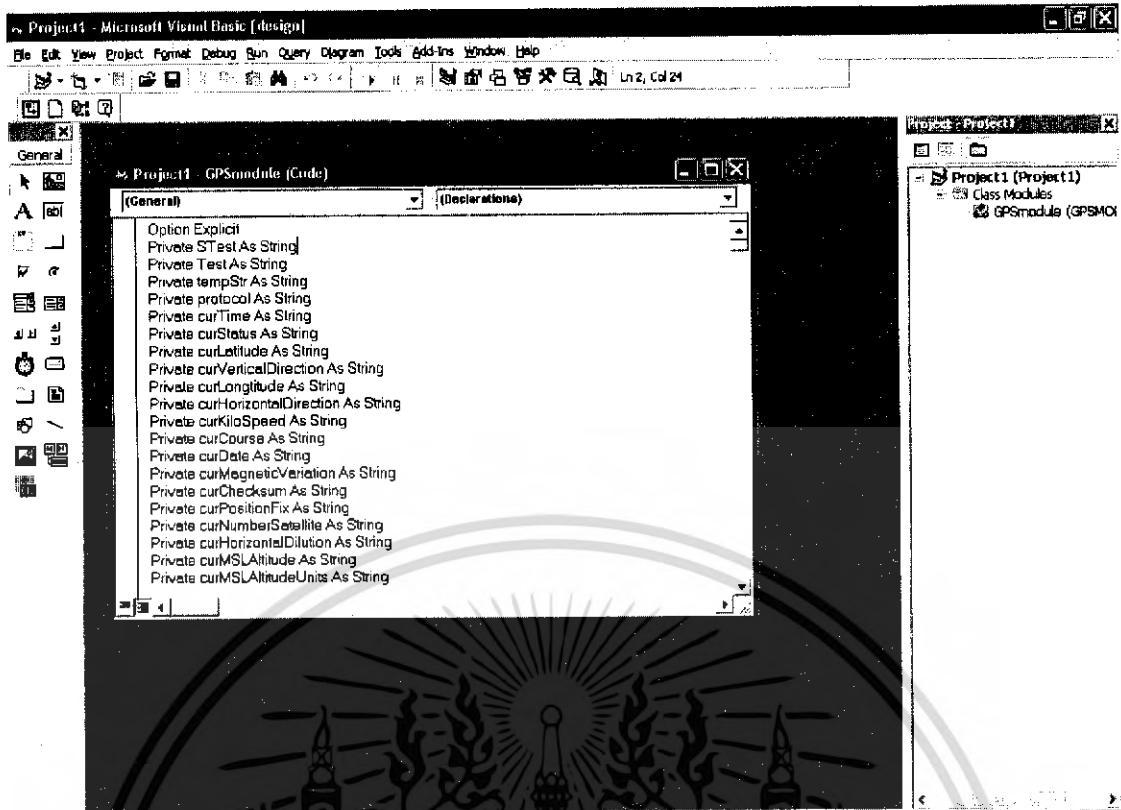 Project1 - Microsoft Visual Basic [design]
File Edit View Project Format Debug Run Query Diagram Tools Add-Ins Window Help
Ln 2, Col 24
General
Project - Project1
Project1 (Project1)
Class Modules
GPSmodule (GPSMO
Project1 - GPSmodule (Code)
(General) (Declarations)
Option Explicit
Private STest As String
Private Test As String
Private tempStr As String
Private protocol As String
Private curTime As String
Private curStatus As String
Private curLatitude As String
Private curVerticalDirection As String
Private curLongtitude As String
Private curHorizontalDirection As String
Private curKiloSpeed As String
Private curCourse As String
Private curDate As String
Private curMagneticVariation As String
Private curChecksum As String
Private curPositionFix As String
Private curNumberSatellite As String
Private curHorizontalDilution As String
Private curMSLAltitude As String
Private curMSLAltitudeUnits As String